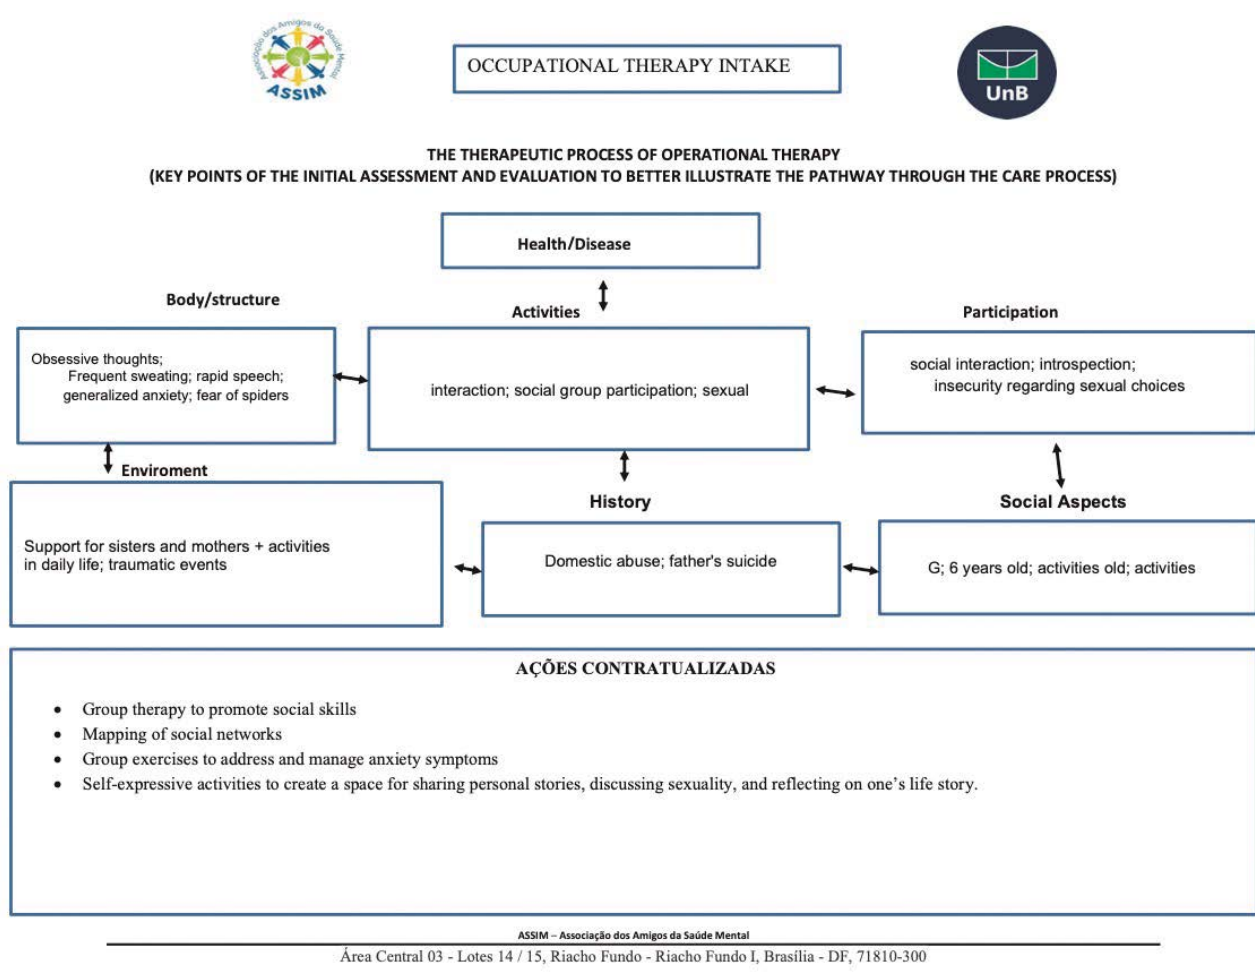 Associação dos Amigos da Saúde Mental
ASSIM
OCCUPATIONAL THERAPY INTAKE
UnB
THE THERAPEUTIC PROCESS OF OPERATIONAL THERAPY
(KEY POINTS OF THE INITIAL ASSESSMENT AND EVALUATION TO BETTER ILLUSTRATE THE PATHWAY THROUGH THE CARE PROCESS)
Health/Disease
Body/structure
Activities
Participation
Obsessive thoughts;
Frequent sweating; rapid speech;
generalized anxiety; fear of spiders
interaction; social group participation; sexual
social interaction; introspection;
insecurity regarding sexual choices
Enviroment
History
Social Aspects
Support for sisters and mothers + activities
in daily life; traumatic events
Domestic abuse; father's suicide
G; 6 years old; activities old; activities
AÇÕES CONTRATUALIZADAS
• Group therapy to promote social skills
• Mapping of social networks
• Group exercises to address and manage anxiety symptoms
• Self-expressive activities to create a space for sharing personal stories, discussing sexuality, and reflecting on one’s life story.
ASSIM – Associação dos Amigos da Saúde Mental
Área Central 03 - Lotes 14 / 15, Riacho Fundo - Riacho Fundo I, Brasília - DF, 71810-300